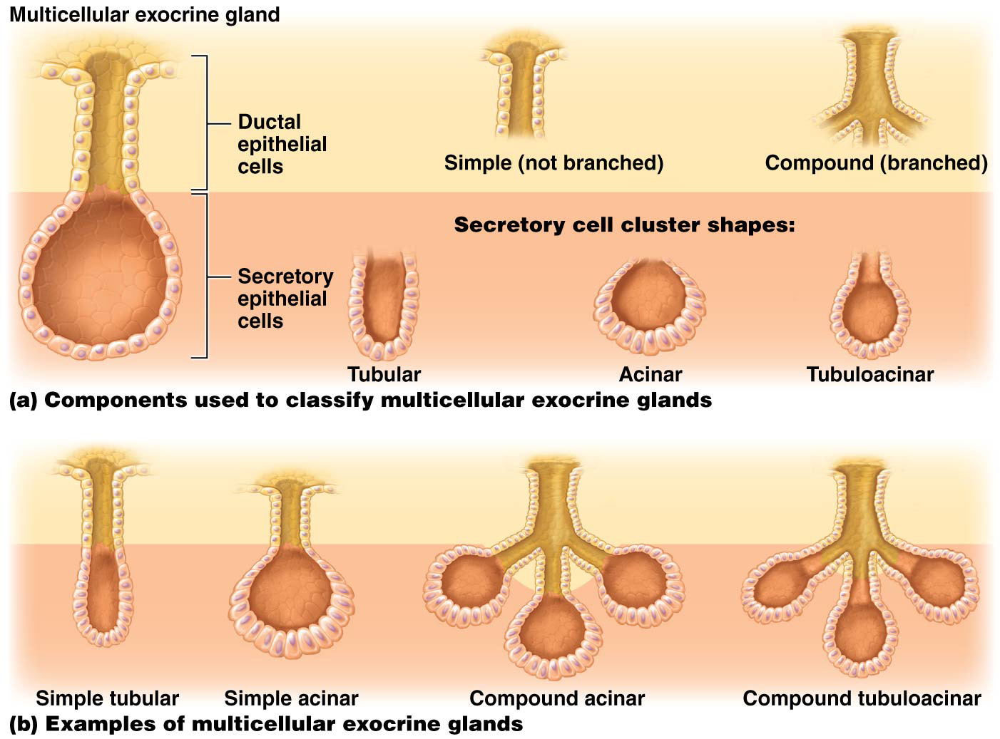 Multicellular exocrine gland
Ductal
epithelial
cells
Simple (not branched)
Compound (branched)
Secretory cell cluster shapes:
Secretory
epithelial
cells
Tubular
Acinar
Tubuloacinar
(a) Components used to classify multicellular exocrine glands
Simple tubular
Simple acinar
Compound acinar
Compound tubuloacinar
(b) Examples of multicellular exocrine glands